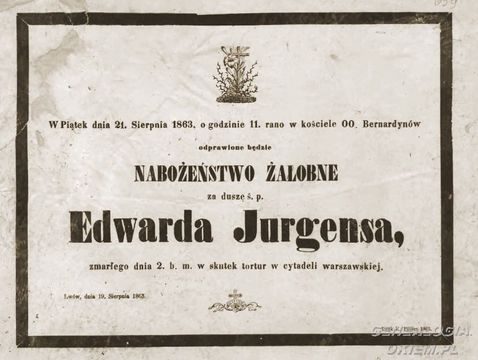 W Piątek dnia 21. Sierpnia 1863, o godzinie 11. rano w kościele OO. Bernardynów
odprawione będzie
NABOŻEŃSTWO ŻAŁOBNE
za duszę ś. p.
Edwarda Jurgensa,
zmarłego dnia 2. b. m. w skutek tortur w cytadeli warszawskiej.
Lwów, dnia 19. Sierpnia 1863.
GENEALOGIA
OKIEM.PL